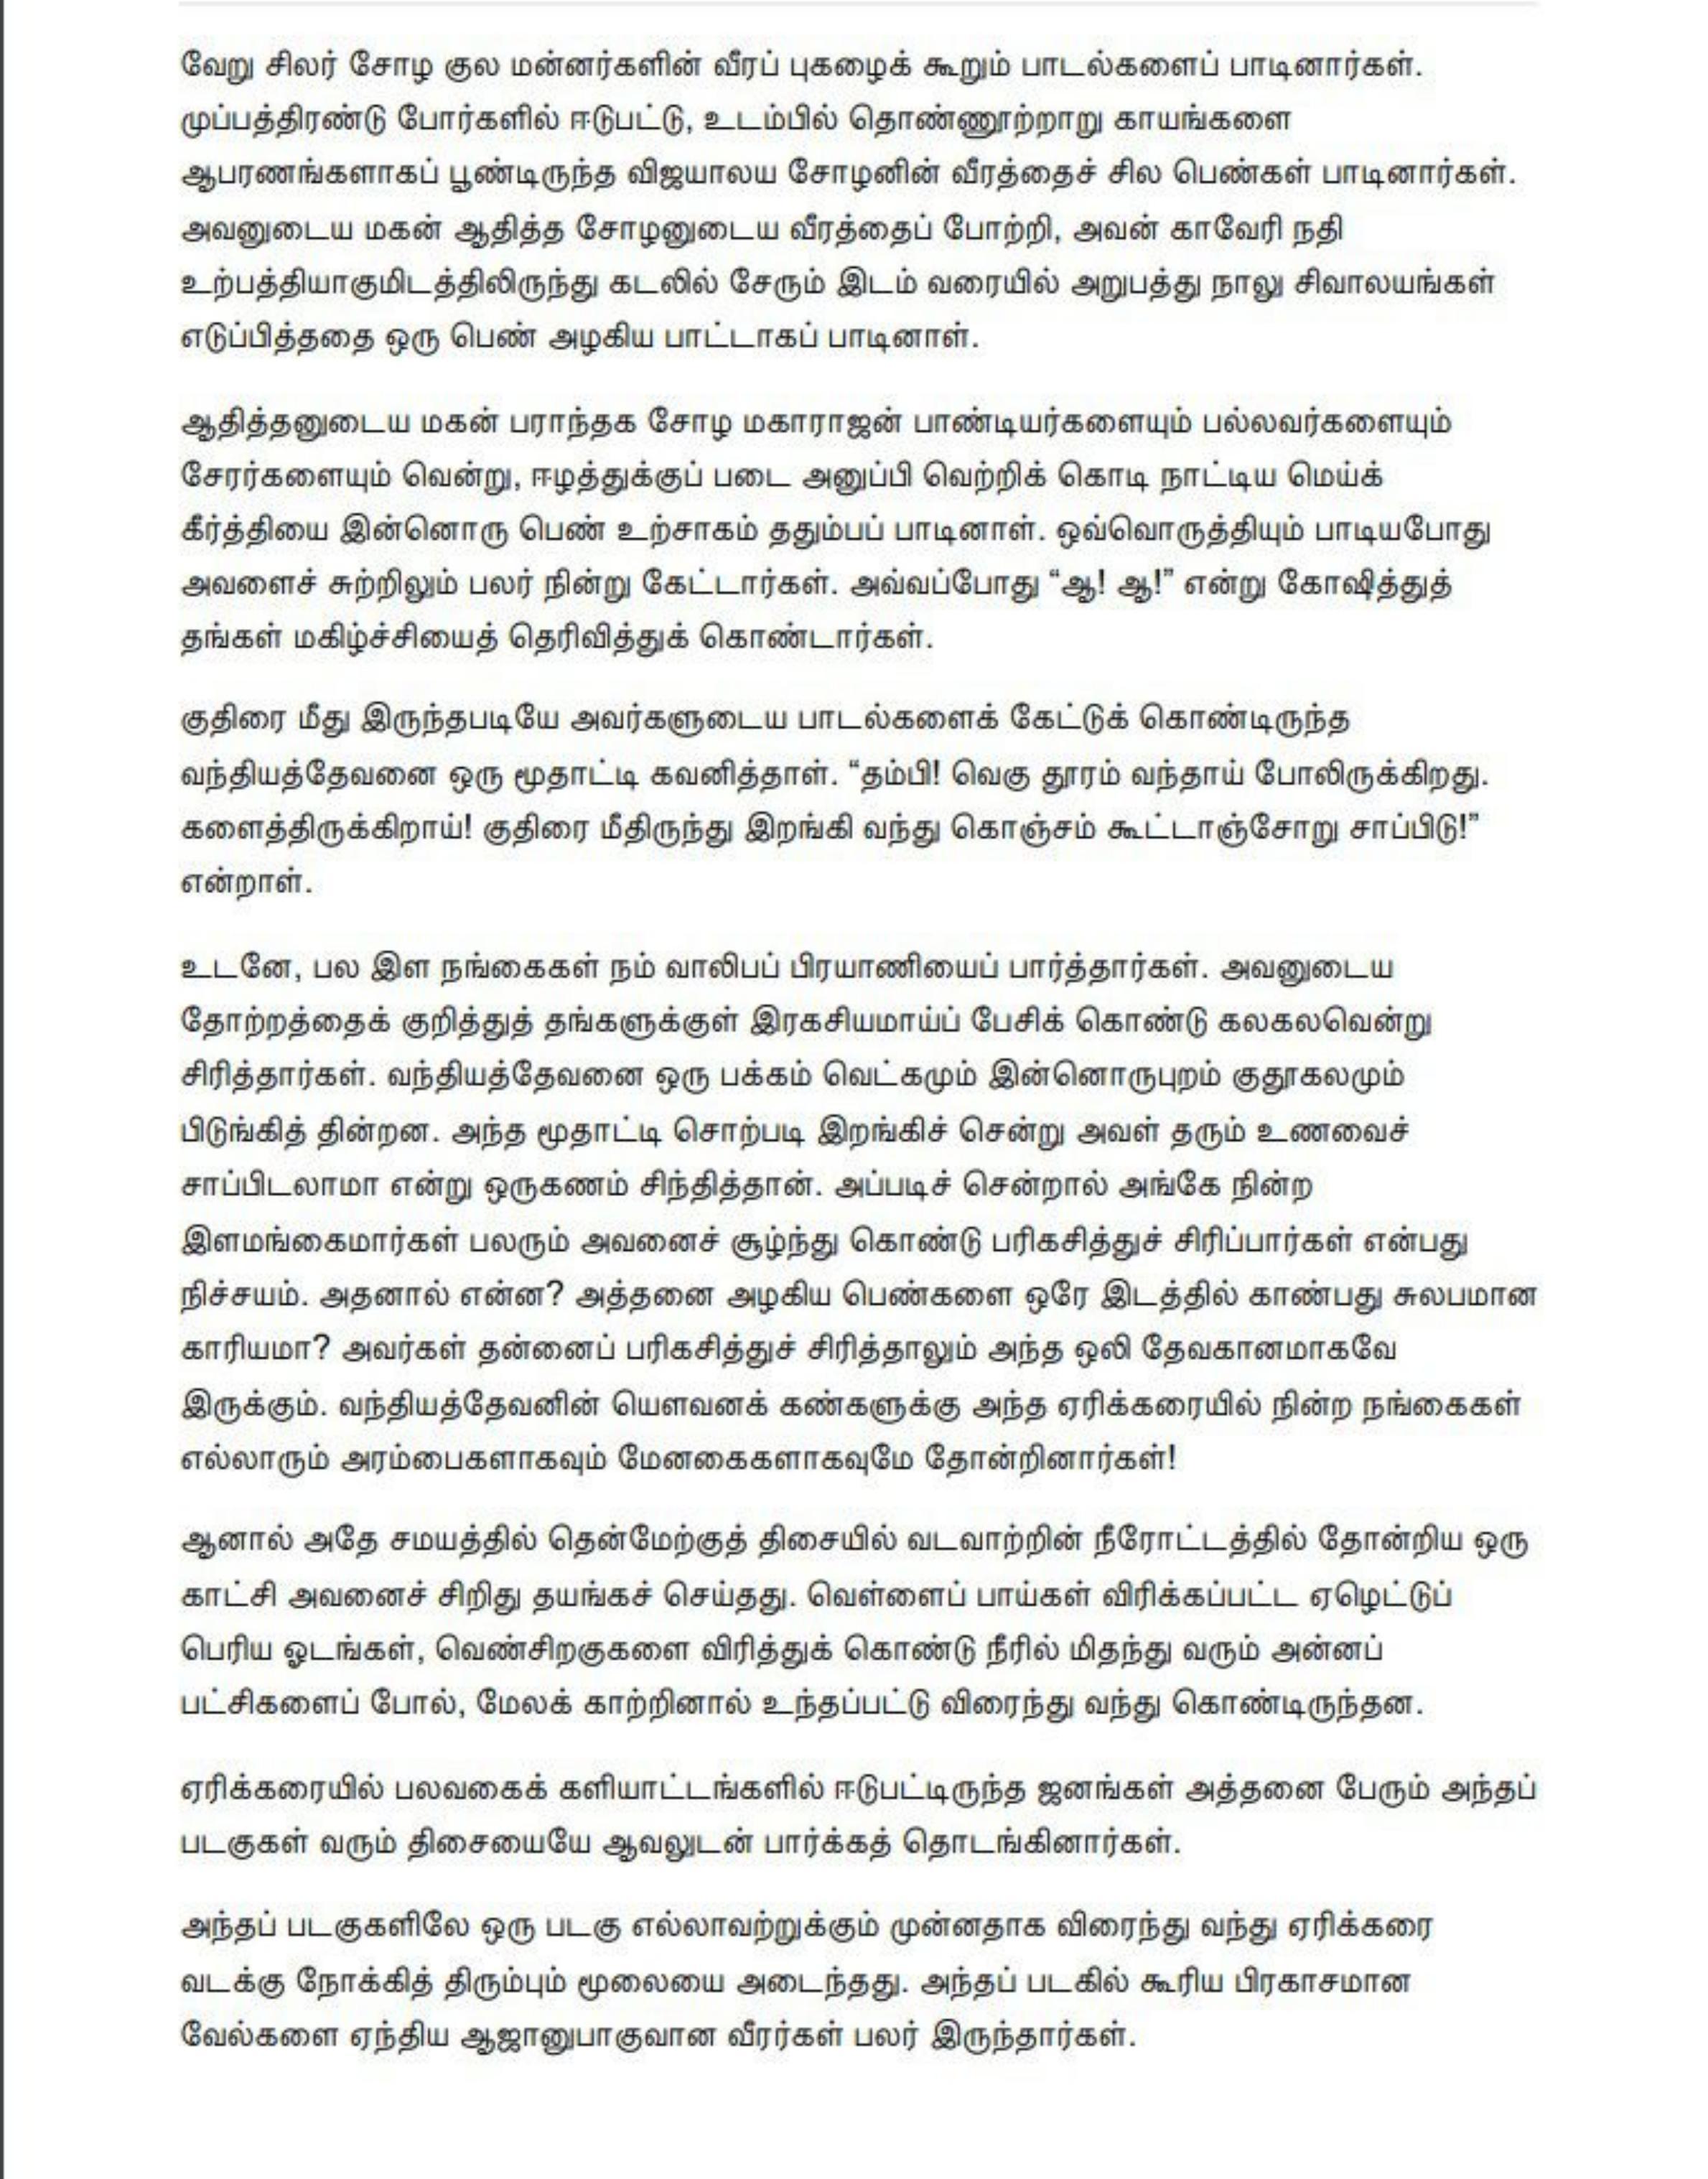 வேறு சிலர் சோழ குல மன்னர்களின் வீரப் புகழைக் கூறும் பாடல்களைப் பாடினார்கள்.
முப்பத்திரண்டு போர்களில் ஈடுபட்டு, உடம்பில் தொண்ணூற்றாறு காயங்களை
ஆபரணங்களாகப் பூண்டிருந்த விஜயாலய சோழனின் வீரத்தைச் சில பெண்கள் பாடினார்கள்.
அவனுடைய மகன் ஆதித்த சோழனுடைய வீரத்தைப் போற்றி, அவன் காவேரி நதி
உற்பத்தியாகுமிடத்திலிருந்து கடலில் சேரும் இடம் வரையில் அறுபத்து நாலு சிவாலயங்கள்
எடுப்பித்ததை ஒரு பெண் அழகிய பாட்டாகப் பாடினாள்.
ஆதித்தனுடைய மகன் பராந்தக சோழ மகாராஜன் பாண்டியர்களையும் பல்லவர்களையும்
சேரர்களையும் வென்று, ஈழத்துக்குப் படை அனுப்பி வெற்றிக் கொடி நாட்டிய மெய்க்
கீர்த்தியை இன்னொரு பெண் உற்சாகம் ததும்பப் பாடினாள். ஒவ்வொருத்தியும் பாடியபோது
அவளைச் சுற்றிலும் பலர் நின்று கேட்டார்கள். அவ்வப்போது “ஆ! ஆ!” என்று கோஷித்துத்
தங்கள் மகிழ்ச்சியைத் தெரிவித்துக் கொண்டார்கள்.
குதிரை மீது இருந்தபடியே அவர்களுடைய பாடல்களைக் கேட்டுக் கொண்டிருந்த
வந்தியத்தேவனை ஒரு மூதாட்டி கவனித்தாள். “தம்பி! வெகு தூரம் வந்தாய் போலிருக்கிறது.
களைத்திருக்கிறாய்! குதிரை மீதிருந்து இறங்கி வந்து கொஞ்சம் கூட்டாஞ்சோறு சாப்பிடு!”
என்றாள்.
உடனே, பல இள நங்கைகள் நம் வாலிபப் பிரயாணியைப் பார்த்தார்கள். அவனுடைய
தோற்றத்தைக் குறித்துத் தங்களுக்குள் இரகசியமாய்ப் பேசிக் கொண்டு கலகலவென்று
சிரித்தார்கள். வந்தியத்தேவனை ஒரு பக்கம் வெட்கமும் இன்னொருபுறம் குதூகலமும்
பிடுங்கித் தின்றன. அந்த மூதாட்டி சொற்படி இறங்கிச் சென்று அவள் தரும் உணவைச்
சாப்பிடலாமா என்று ஒருகணம் சிந்தித்தான். அப்படிச் சென்றால் அங்கே நின்ற
இளமங்கைமார்கள் பலரும் அவனைச் சூழ்ந்து கொண்டு பரிகசித்துச் சிரிப்பார்கள் என்பது
நிச்சயம். அதனால் என்ன? அத்தனை அழகிய பெண்களை ஒரே இடத்தில் காண்பது சுலபமான
காரியமா? அவர்கள் தன்னைப் பரிகசித்துச் சிரித்தாலும் அந்த ஒலி தேவகானமாகவே
இருக்கும். வந்தியத்தேவனின் யௌவனக் கண்களுக்கு அந்த ஏரிக்கரையில் நின்ற நங்கைகள்
எல்லாரும் அரம்பைகளாகவும் மேனகைகளாகவுமே தோன்றினார்கள்!
ஆனால் அதே சமயத்தில் தென்மேற்குத் திசையில் வடவாற்றின் நீரோட்டத்தில் தோன்றிய ஒரு
காட்சி அவனைச் சிறிது தயங்கச் செய்தது. வெள்ளைப் பாய்கள் விரிக்கப்பட்ட ஏழெட்டுப்
பெரிய ஓடங்கள், வெண்சிறகுகளை விரித்துக் கொண்டு நீரில் மிதந்து வரும் அன்னப்
பட்சிகளைப் போல், மேலக் காற்றினால் உந்தப்பட்டு விரைந்து வந்து கொண்டிருந்தன.
ஏரிக்கரையில் பலவகைக் களியாட்டங்களில் ஈடுபட்டிருந்த ஜனங்கள் அத்தனை பேரும் அந்தப்
படகுகள் வரும் திசையையே ஆவலுடன் பார்க்கத் தொடங்கினார்கள்.
அந்தப் படகுகளிலே ஒரு படகு எல்லாவற்றுக்கும் முன்னதாக விரைந்து வந்து ஏரிக்கரை
வடக்கு நோக்கித் திரும்பும் மூலையை அடைந்தது. அந்தப் படகில் கூரிய பிரகாசமான
வேல்களை ஏந்திய ஆஜானுபாகுவான வீரர்கள் பலர் இருந்தார்கள்.